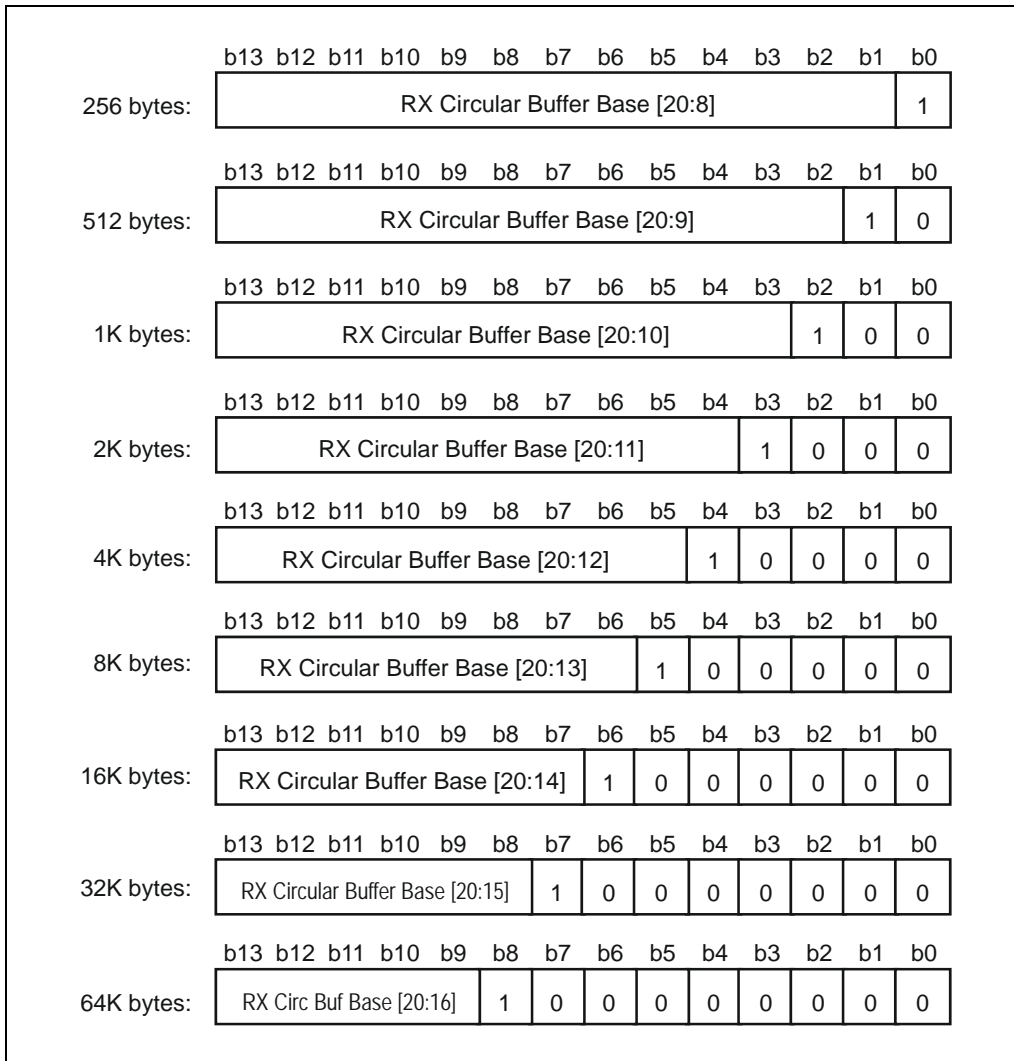 b13 b12 b11 b10 b9 b8 b7 b6 b5 b4 b3 b2 b1 b0
256 bytes: RX Circular Buffer Base [20:8] 1
b13 b12 b11 b10 b9 b8 b7 b6 b5 b4 b3 b2 b1 b0
512 bytes: RX Circular Buffer Base [20:9] 1 0
b13 b12 b11 b10 b9 b8 b7 b6 b5 b4 b3 b2 b1 b0
1K bytes: RX Circular Buffer Base [20:10] 1 0 0
b13 b12 b11 b10 b9 b8 b7 b6 b5 b4 b3 b2 b1 b0
2K bytes: RX Circular Buffer Base [20:11] 1 0 0 0
b13 b12 b11 b10 b9 b8 b7 b6 b5 b4 b3 b2 b1 b0
4K bytes: RX Circular Buffer Base [20:12] 1 0 0 0 0
b13 b12 b11 b10 b9 b8 b7 b6 b5 b4 b3 b2 b1 b0
8K bytes: RX Circular Buffer Base [20:13] 1 0 0 0 0 0
b13 b12 b11 b10 b9 b8 b7 b6 b5 b4 b3 b2 b1 b0
16K bytes: RX Circular Buffer Base [20:14] 1 0 0 0 0 0 0
b13 b12 b11 b10 b9 b8 b7 b6 b5 b4 b3 b2 b1 b0
32K bytes: RX Circular Buffer Base [20:15] 1 0 0 0 0 0 0 0
b13 b12 b11 b10 b9 b8 b7 b6 b5 b4 b3 b2 b1 b0
64K bytes: RX Circ Buf Base [20:16] 1 0 0 0 0 0 0 0 0